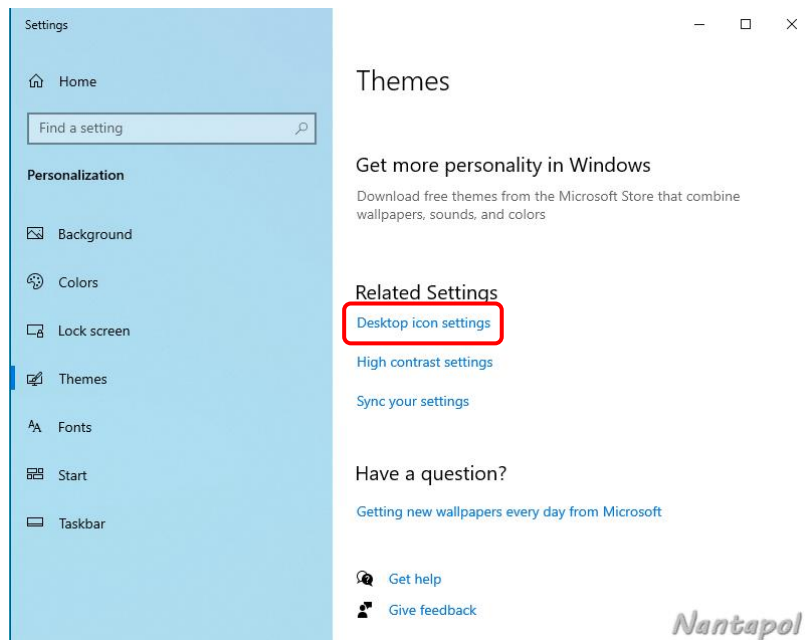 Settings
Home
Find a setting
Personalization
Background
Colors
Lock screen
Themes
Fonts
Start
Taskbar
Themes
Get more personality in Windows
Download free themes from the Microsoft Store that combine
wallpapers, sounds, and colors
Related Settings
Desktop icon settings
High contrast settings
Sync your settings
Have a question?
Getting new wallpapers every day from Microsoft
Get help
Give feedback
Nantapol